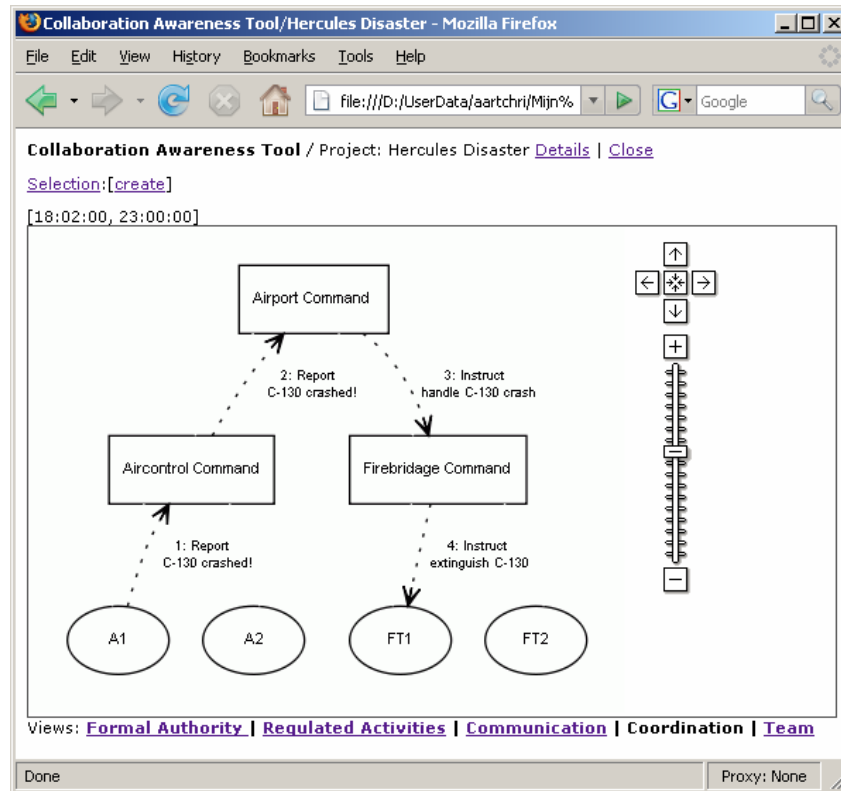 Collaboration Awareness Tool/Hercules Disaster - Mozilla Firefox
File Edit View History Bookmarks Tools Help
file:///D:/UserData/aartchri/Mijn% G Google
Collaboration Awareness Tool / Project: Hercules Disaster Details | Close
Selection:[create]
[18:02:00, 23:00:00]
Airport Command
2: Report
C-130 crashed!
3: Instruct
handle C-130 crash
Aircontrol Command
Firebridage Command
1: Report
C-130 crashed!
4: Instruct
extinguish C-130
A1 A2 FT1 FT2
Views: Formal Authority | Regulated Activities | Communication | Coordination | Team
Done Proxy: None